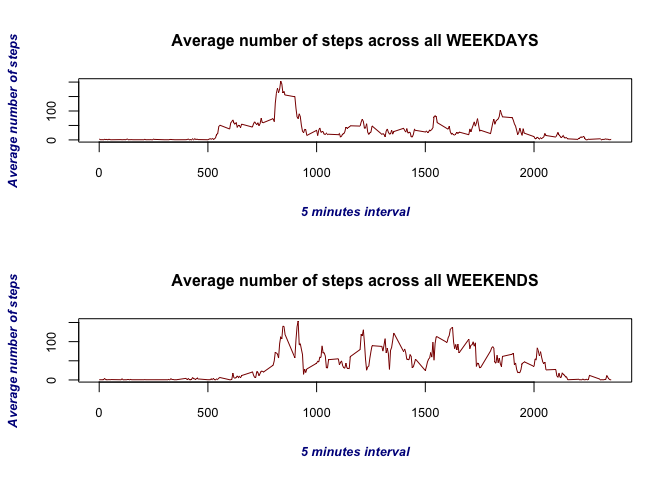 Average number of steps across all WEEKDAYS
Average number of steps
100
0
0 500 1000 1500 2000
5 minutes interval
Average number of steps across all WEEKENDS
Average number of steps
100
0
0 500 1000 1500 2000
5 minutes interval